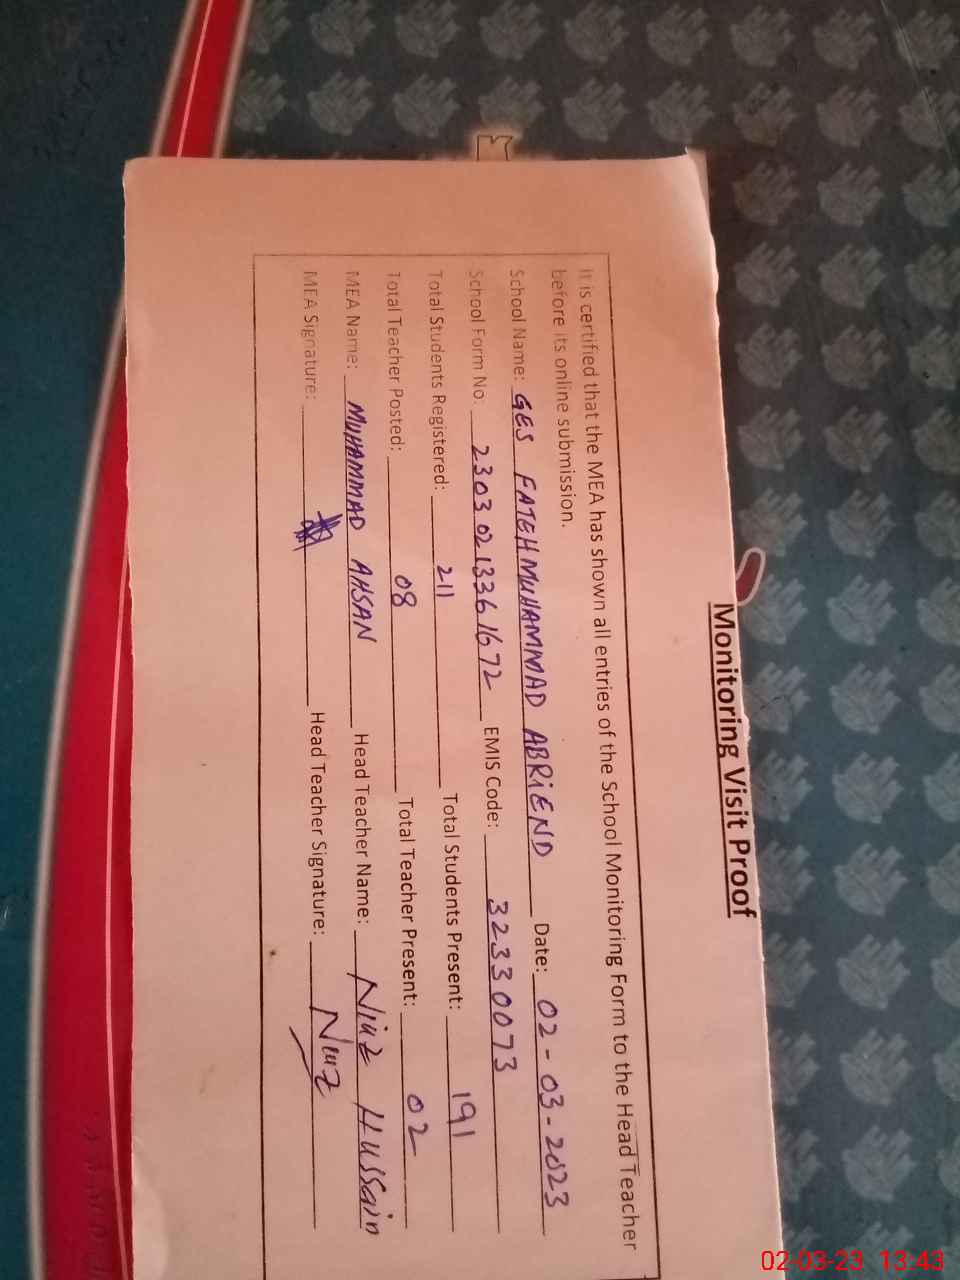 Monitoring Visit Proof
It is certified that the MEA has shown all entries of the School Monitoring Form to the Head Teacher
before its online submission.
School Name: GES FATEH MUHAMMAD ABRiEND Date: 02-03-2023
School Form No. 2303021336 1672 EMIS Code: 32330073
Total Students Registered: 211 Total Students Present: 191
Total Teacher Posted: 08 Total Teacher Present: 02
MEA Name: MUHAMMAD AHSAN Head Teacher Name: Niaz Hussain
MEA Signature: Head Teacher Signature: Niaz
02-03-23 13:43